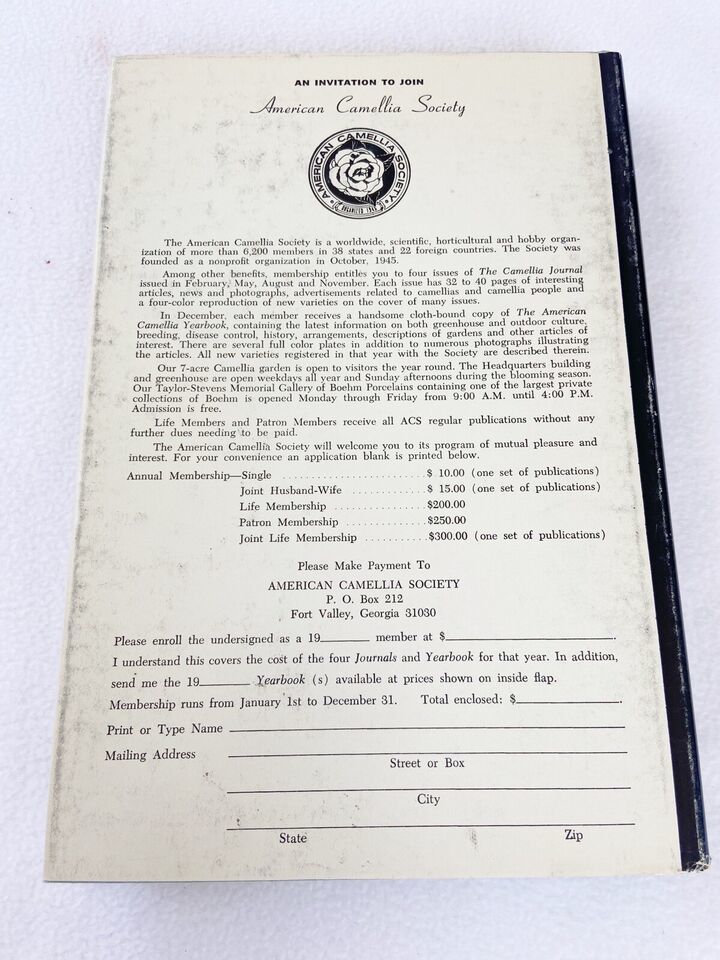 AN INVITATION TO JOIN
American Camellia Society
AMERICAN CAMELLIA SOCIETY
ORGANIZED 1945
The American Camellia Society is a worldwide, scientific, horticultural and hobby organ-
ization of more than 6,200 members in 38 states and 22 foreign countries. The Society was
founded as a nonprofit organization in October, 1945.
Among other benefits, membership entitles you to four issues of The Camellia Journal
issued in February, May, August and November. Each issue has 32 to 40 pages of interesting
articles, news and photographs, advertisements related to camellias and camellia people and
a four-color reproduction of new varieties on the cover of many issues.
In December, each member receives a handsome cloth-bound copy of The American
Camellia Yearbook, containing the latest information on both greenhouse and outdoor culture,
breeding, disease control, history, arrangements, descriptions of gardens and other articles of
interest. There are several full color plates in addition to numerous photographs illustrating
the articles. All new varieties registered in that year with the Society are described therein.
Our 7-acre Camellia garden is open to visitors the year round. The Headquarters building
and greenhouse are open weekdays all year and Sunday afternoons during the blooming season.
Our Taylor-Stevens Memorial Gallery of Boehm Porcelains containing one of the largest private
collections of Boehm is opened Monday through Friday from 9:00 A.M. until 4:00 P.M.
Admission is free.
Life Members and Patron Members receive all ACS regular publications without any
further dues needing to be paid.
The American Camellia Society will welcome you to its program of mutual pleasure and
interest. For your convenience an application blank is printed below.
Annual Membership—Single ........................ $ 10.00 (one set of publications)
Joint Husband-Wife ............ $ 15.00 (one set of publications)
Life Membership ............... $200.00
Patron Membership ............. $250.00
Joint Life Membership .......... $300.00 (one set of publications)
Please Make Payment To
AMERICAN CAMELLIA SOCIETY
P. O. Box 212
Fort Valley, Georgia 31030
Please enroll the undersigned as a 19______ member at $______________________.
I understand this covers the cost of the four Journals and Yearbook for that year. In addition,
send me the 19______ Yearbook (s) available at prices shown on inside flap.
Membership runs from January 1st to December 31. Total enclosed: $______________.
Print or Type Name
Mailing Address
Street or Box
City
State Zip